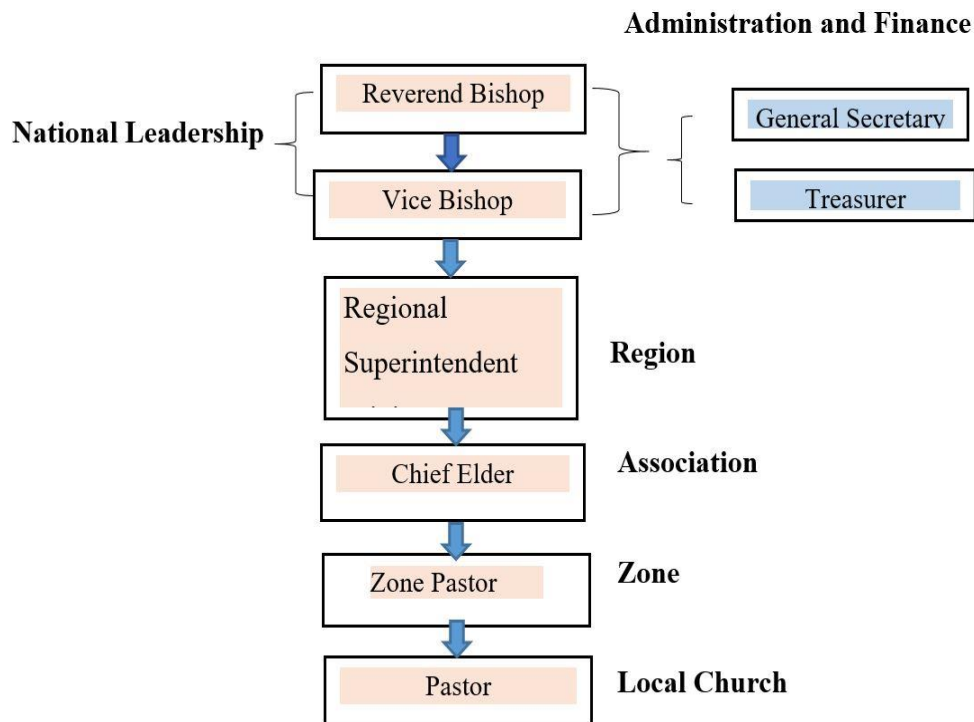 Administration and Finance
Reverend Bishop
General Secretary
National Leadership
Vice Bishop
Treasurer
Regional
Superintendent
Region
Chief Elder
Association
Zone Pastor
Zone
Pastor
Local Church